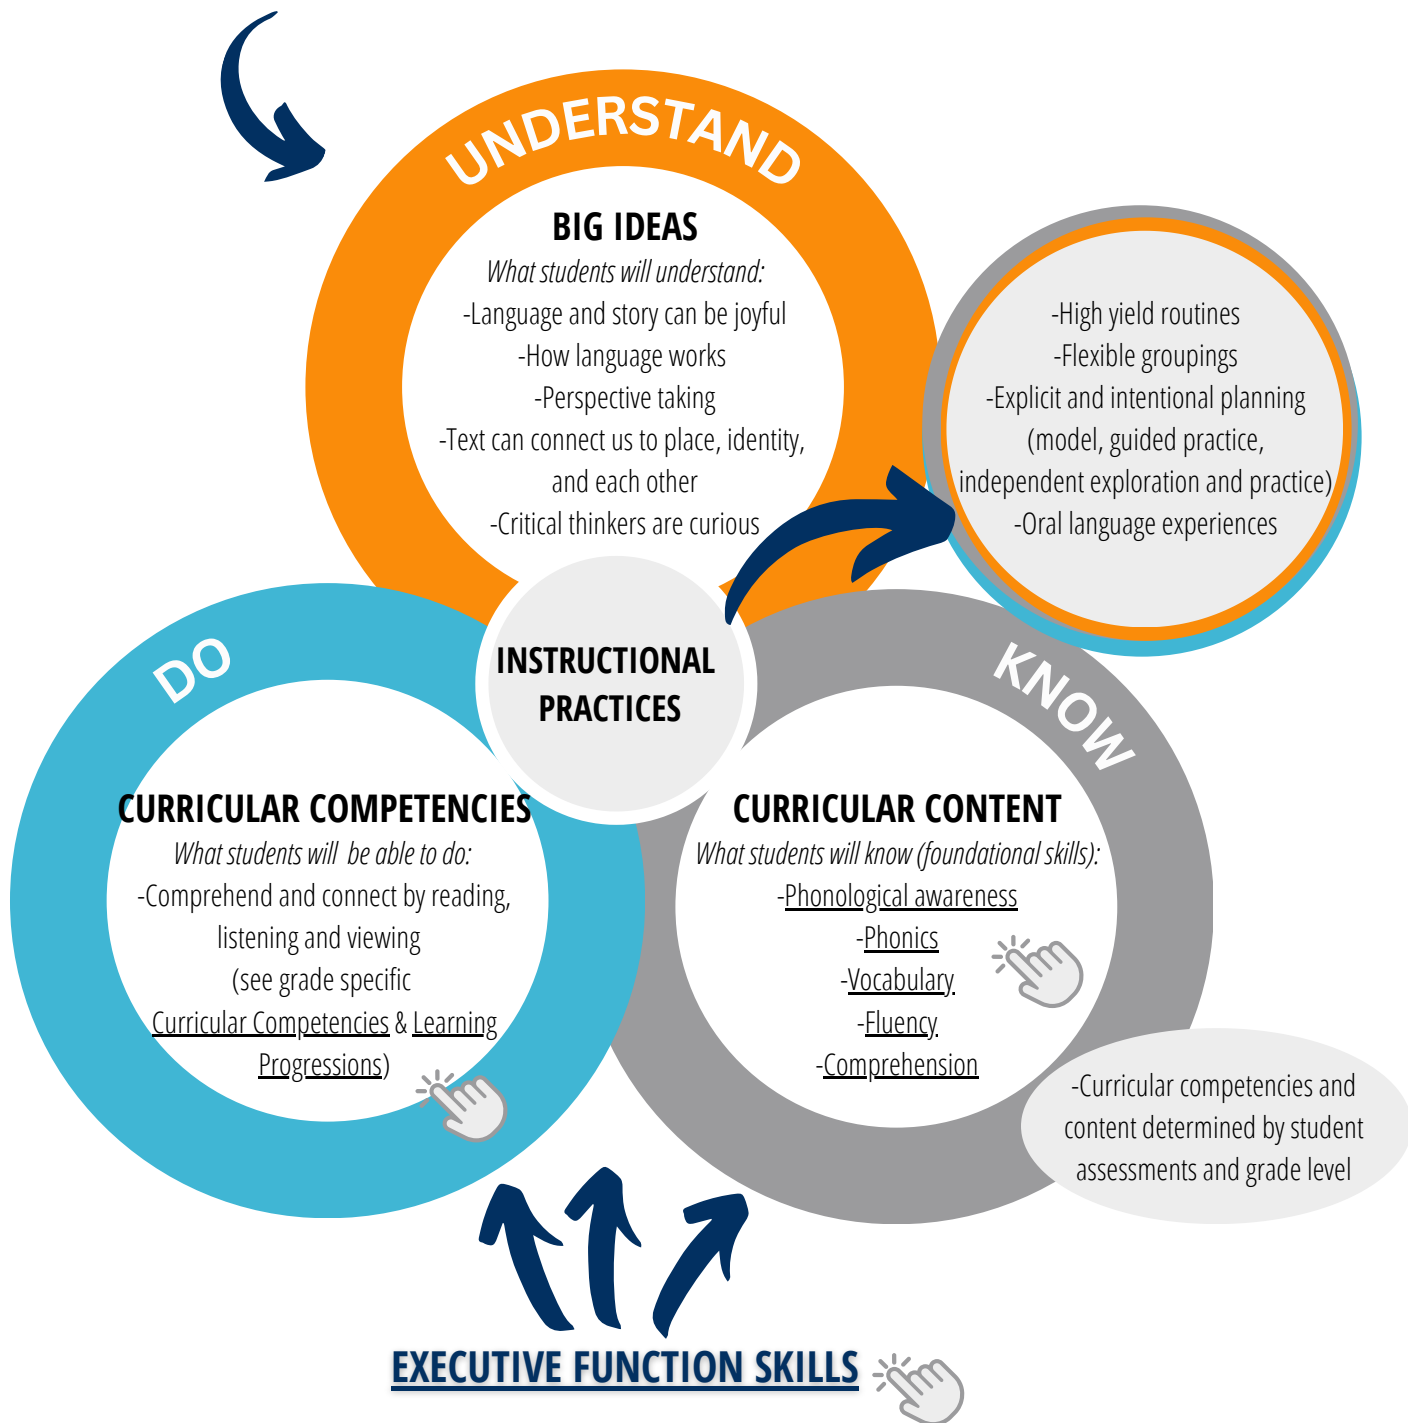 UNDERSTAND
BIG IDEAS
What students will understand:
-Language and story can be joyful
-How language works
-Perspective taking
-Text can connect us to place, identity,
and each other
-Critical thinkers are curious
-High yield routines
-Flexible groupings
-Explicit and intentional planning
(model, guided practice,
independent exploration and practice)
-Oral language experiences
INSTRUCTIONAL
PRACTICES
DO
CURRICULAR COMPETENCIES
What students will be able to do:
-Comprehend and connect by reading,
listening and viewing
(see grade specific
Curricular Competencies & Learning
Progressions)
KNOW
CURRICULAR CONTENT
What students will know (foundational skills):
-Phonological awareness
-Phonics
-Vocabulary
-Fluency
-Comprehension
-Curricular competencies and
content determined by student
assessments and grade level
EXECUTIVE FUNCTION SKILLS